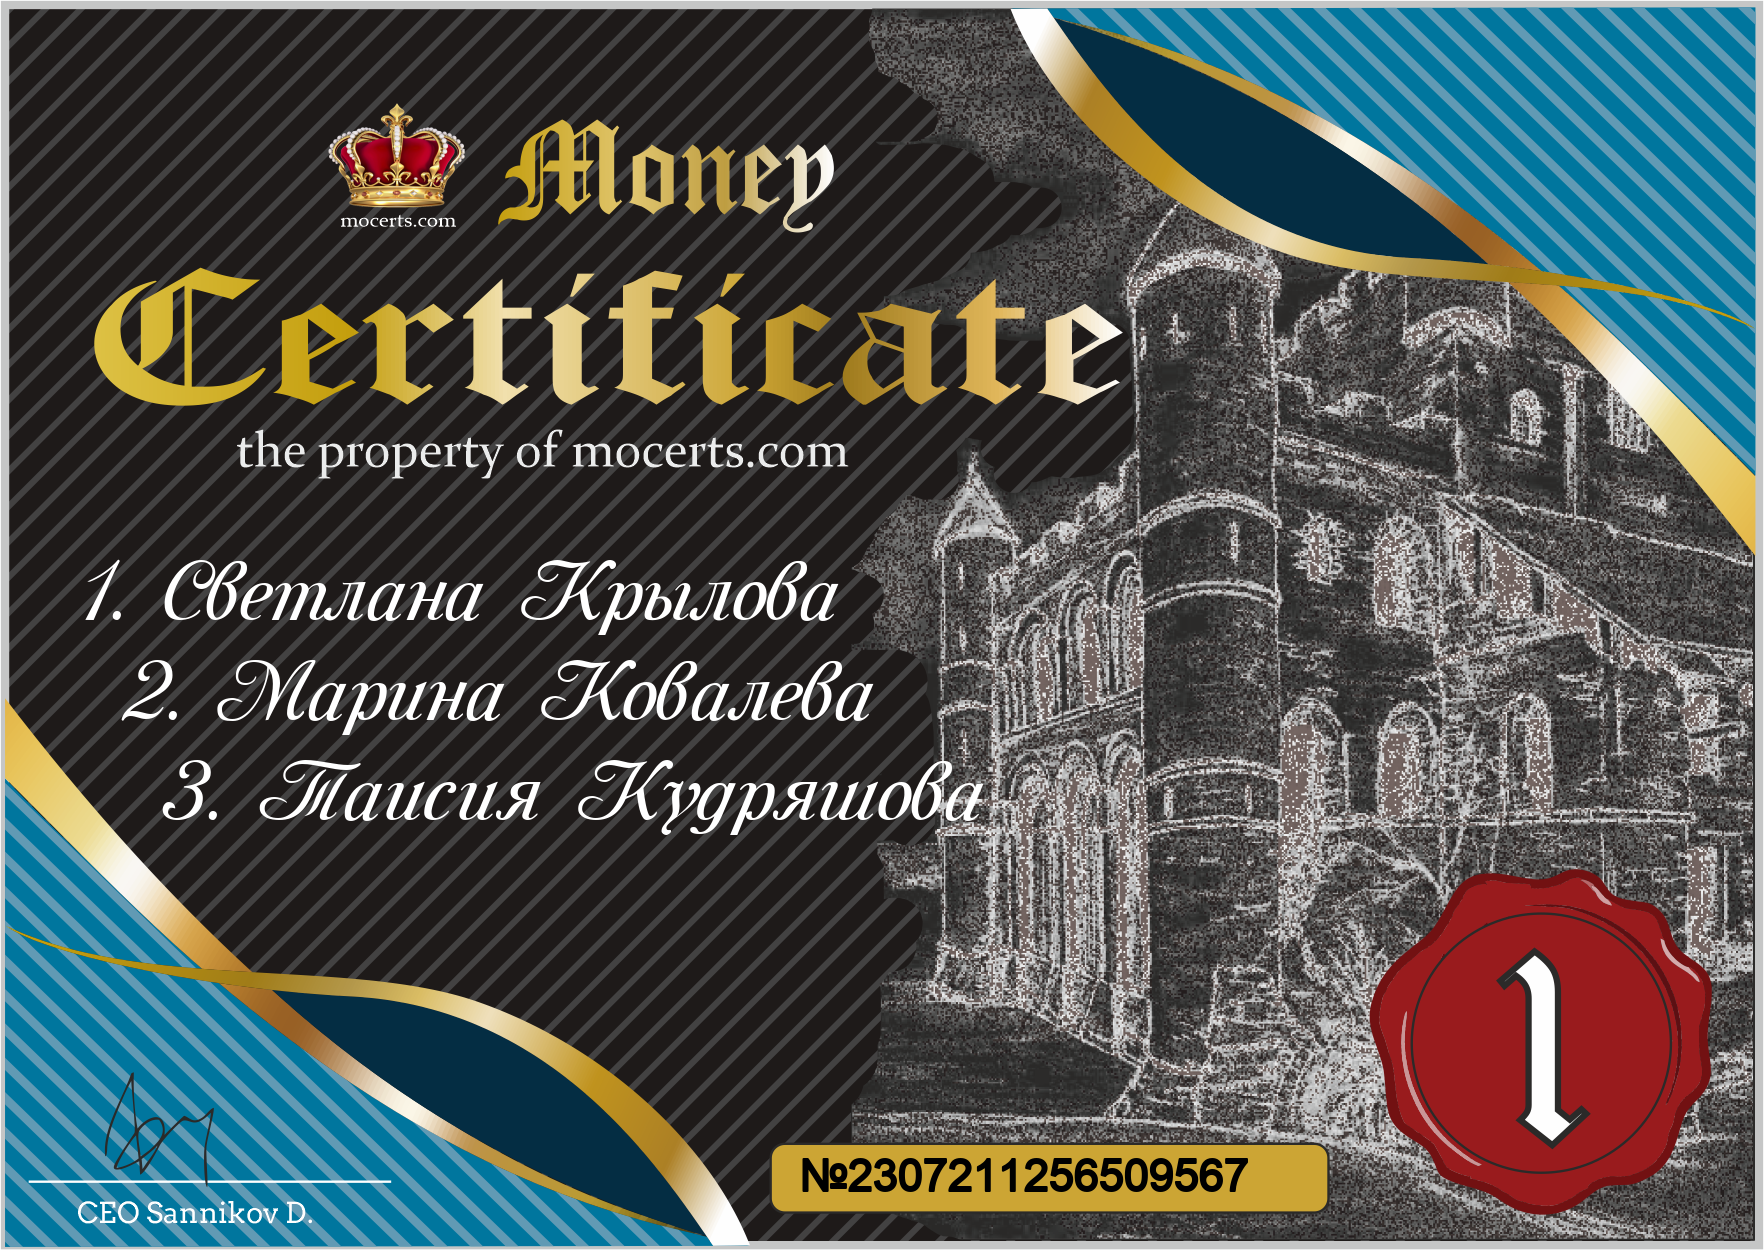 mocerts.com
Money
Certificate
the property of mocerts.com
1. Светлана Крылова
2. Марина Ковалева
3. Таисия Кудряшова
1
№2307211256509567
CEO Sannikov D.